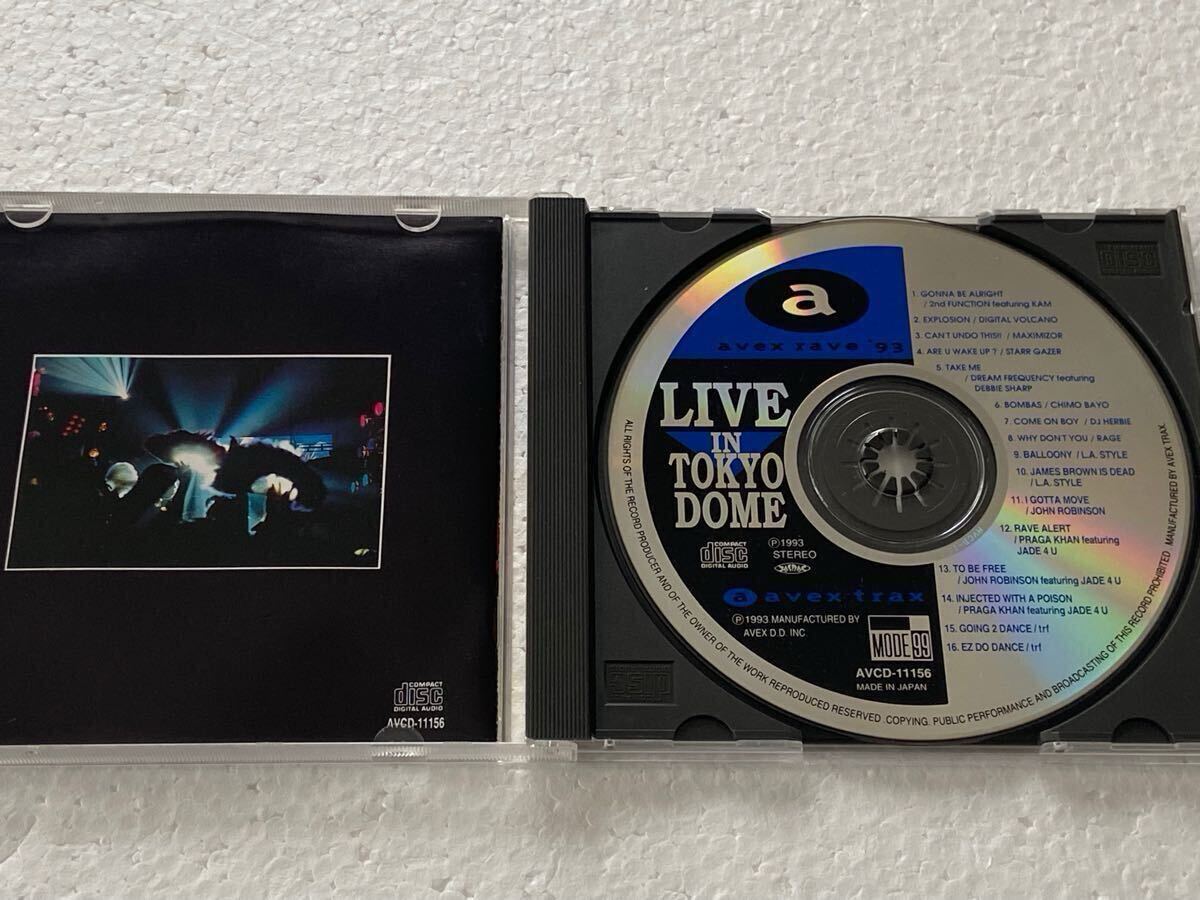 COMPACT
disc
DIGITAL AUDIO
AVCD-11156
a
avex rave '93
LIVE
IN
TOKYO
DOME
COMPACT
disc
DIGITAL AUDIO
℗1993
STEREO
JASRAC
a avex trax
℗1993 MANUFACTURED BY
AVEX D.D. INC.
MODE 99
AVCD-11156
MADE IN JAPAN
1. GONNA BE ALRIGHT
/ 2nd FUNCTION featuring KAM
2. EXPLOSION / DIGITAL VOLCANO
3. CAN'T UNDO THIS!! / MAXIMIZOR
4. ARE U WAKE UP ? / STARR GAZER
5. TAKE ME
/ DREAM FREQUENCY featuring
DEBBIE SHARP
6. BOMBAS / CHIMO BAYO
7. COME ON BOY / DJ HERBIE
8. WHY DON'T YOU / RAGE
9. BALLOONY / L.A. STYLE
10. JAMES BROWN IS DEAD
/ L.A. STYLE
11. I GOTTA MOVE
/ JOHN ROBINSON
12. RAVE ALERT
/ PRAGA KHAN featuring
JADE 4 U
13. TO BE FREE
/ JOHN ROBINSON featuring JADE 4 U
14. INJECTED WITH A POISON
/ PRAGA KHAN featuring JADE 4 U
15. GOING 2 DANCE / trf
16. EZ DO DANCE / trf
ALL RIGHTS OF THE RECORD PRODUCER AND OF THE OWNER OF THE WORK REPRODUCED RESERVED .COPYING, PUBLIC PERFORMANCE AND BROADCASTING OF THIS RECORD PROHIBITED MANUFACTURED BY AVEX TRAX
COMPACT
disc
disc